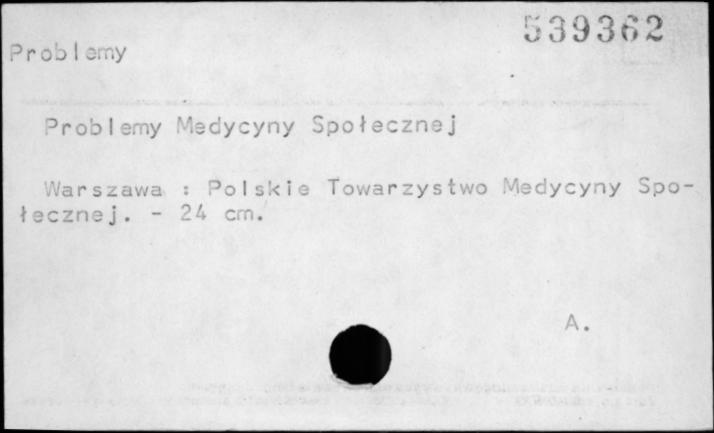 539362
Problemy
Problemy Medycyny Społecznej
Warszawa : Polskie Towarzystwo Medycyny Spo-
łecznej. - 24 cm.
A.